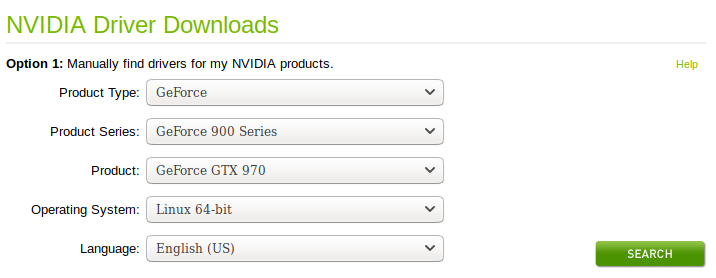 NVIDIA Driver Downloads
Option 1: Manually find drivers for my NVIDIA products. Help
Product Type: GeForce
Product Series: GeForce 900 Series
Product: GeForce GTX 970
Operating System: Linux 64-bit
Language: English (US)
SEARCH